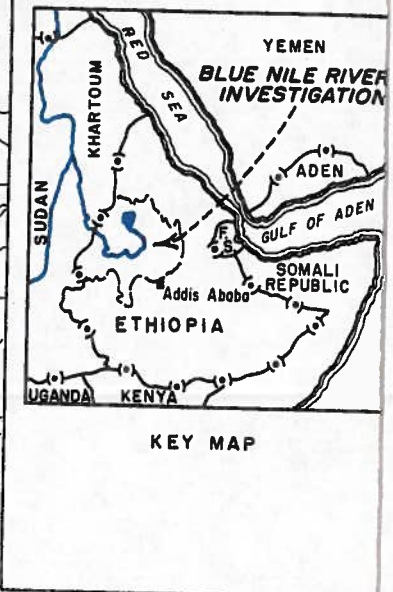 RED
SEA
YEMEN
BLUE NILE RIVER
INVESTIGATION
KHARTOUM
SUDAN
ADEN
GULF OF ADEN
F.
S.
SOMALI
REPUBLIC
Addis Ababa
ETHIOPIA
UGANDA
KENYA
KEY MAP